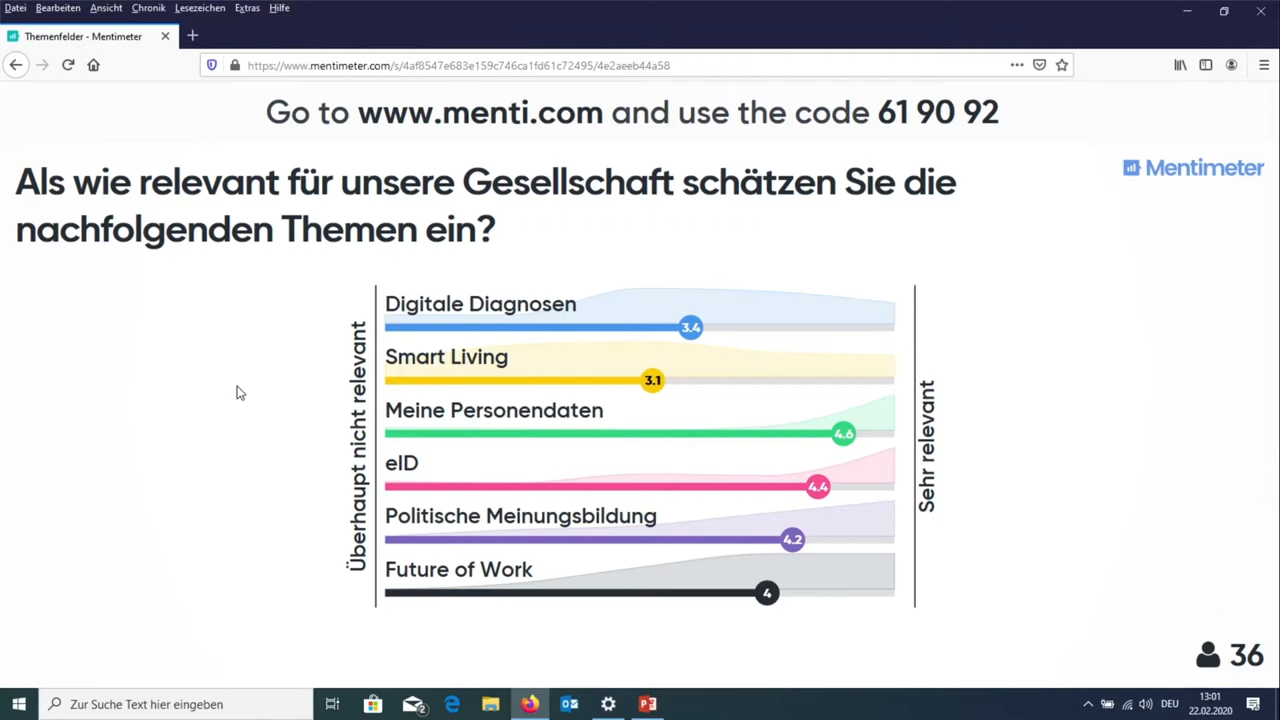 Datei Bearbeiten Ansicht Chronik Lesezeichen Extras Hilfe
Themenfelder - Mentimeter
https://www.mentimeter.com/s/4af8547e683e159c746ca1fd61c72495/4e2aeeb44a58
Go to www.menti.com and use the code 61 90 92
Mentimeter
Als wie relevant für unsere Gesellschaft schätzen Sie die
nachfolgenden Themen ein?
Überhaupt nicht relevant
Digitale Diagnosen
3.4
Smart Living
3.1
Meine Personendaten
4.6
eID
4.4
Politische Meinungsbildung
4.2
Future of Work
4
Sehr relevant
36
Zur Suche Text hier eingeben
2
DEU
13:01
22.02.2020